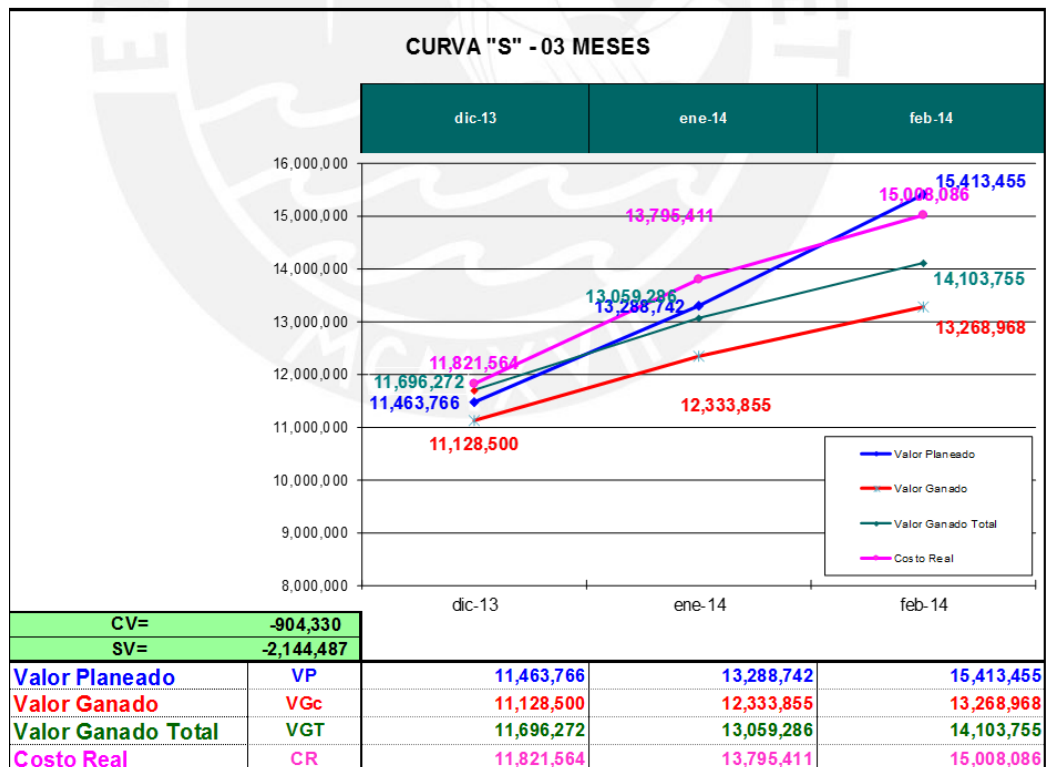 CURVA "S" - 03 MESES
dic-13 ene-14 feb-14
16,000,000
15,000,000
14,000,000
13,000,000
12,000,000
11,000,000
10,000,000
9,000,000
8,000,000
15,413,455
15,008,086
13,795,411
14,103,755
13,059,286
13,288,742
13,268,968
11,821,564
11,696,272
11,463,766
12,333,855
11,128,500
Valor Planeado
Valor Ganado
Valor Ganado Total
Costo Real
dic-13 ene-14 feb-14
CV= -904,330
SV= -2,144,487
Valor Planeado VP 11,463,766 13,288,742 15,413,455
Valor Ganado VGc 11,128,500 12,333,855 13,268,968
Valor Ganado Total VGT 11,696,272 13,059,286 14,103,755
Costo Real CR 11,821,564 13,795,411 15,008,086